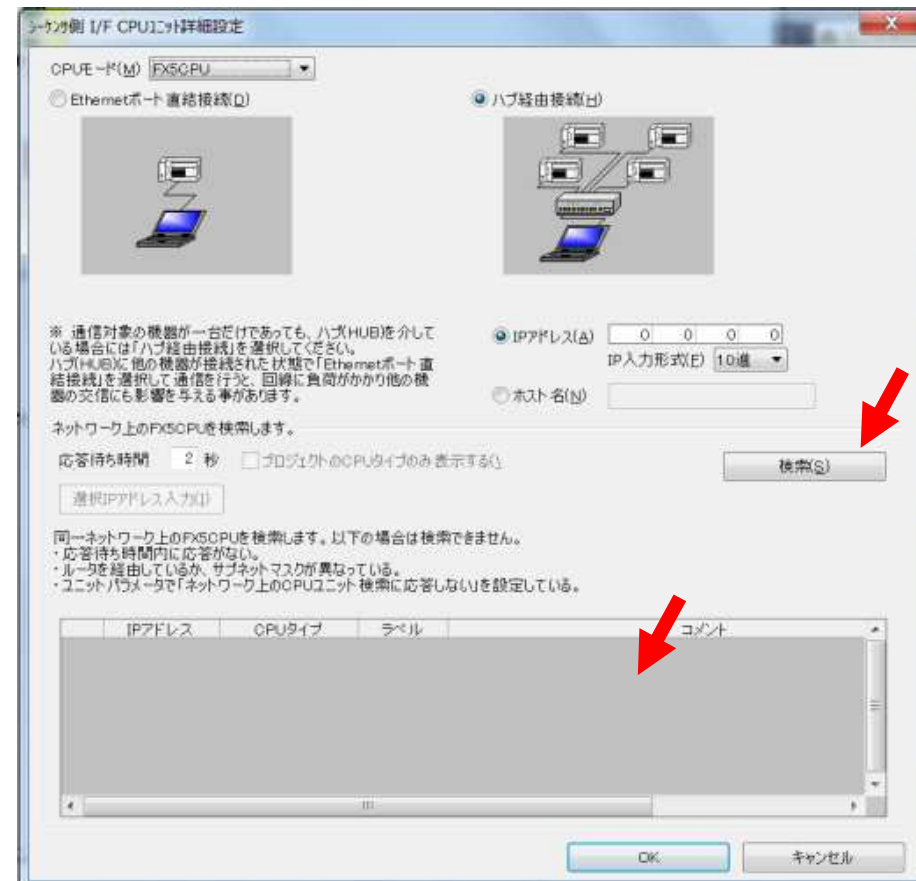 シーケンサ側 I/F CPUユニット詳細設定
CPUモード(M) FX5CPU
Ethernetポート直結接続(D)
ハブ経由接続(H)
※ 通信対象の機器が一台だけであっても、ハブ(HUB)を介して
いる場合には「ハブ経由接続」を選択してください。
ハブ(HUB)に他の機器が接続された状態で「Ethernetポート直
結接続」を選択して通信を行うと、回線に負荷がかかり他の機
器の交信にも影響を与える事があります。
IPアドレス(A) 0 0 0 0
IP入力形式(F) 10進
ホスト名(N)
ネットワーク上のFX5CPUを検索します。
応答待ち時間 2 秒 プロジェクトのCPUタイプのみ表示する(
検索(S)
選択IPアドレス入力(I)
同一ネットワーク上のFX5CPUを検索します。以下の場合は検索できません。
・応答待ち時間内に応答がない。
・ルータを経由しているか、サブネットマスクが異なっている。
・ユニットパラメータで「ネットワーク上のCPUユニット検索に応答しない」を設定している。
IPアドレス CPUタイプ ラベル コメント
OK キャンセル